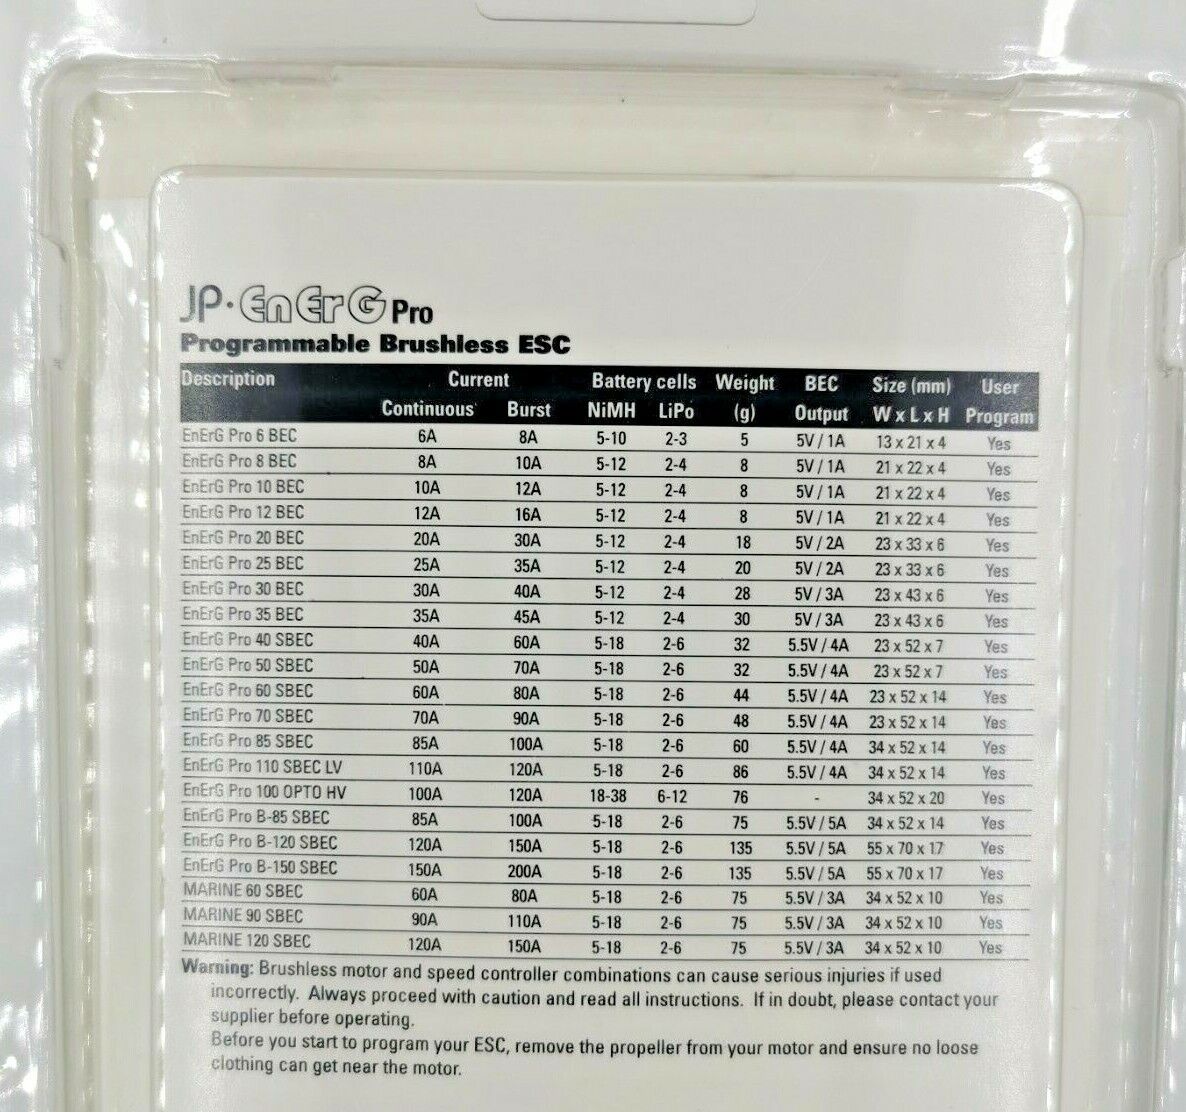 JP·EnErG Pro
Programmable Brushless ESC
Description Current Battery cells Weight BEC Size (mm) User
Continuous Burst NiMH LiPo (g) Output W x L x H Program
EnErG Pro 6 BEC 6A 8A 5-10 2-3 5 5V / 1A 13 x 21 x 4 Yes
EnErG Pro 8 BEC 8A 10A 5-12 2-4 8 5V / 1A 21 x 22 x 4 Yes
EnErG Pro 10 BEC 10A 12A 5-12 2-4 8 5V / 1A 21 x 22 x 4 Yes
EnErG Pro 12 BEC 12A 16A 5-12 2-4 8 5V / 1A 21 x 22 x 4 Yes
EnErG Pro 20 BEC 20A 30A 5-12 2-4 18 5V / 2A 23 x 33 x 6 Yes
EnErG Pro 25 BEC 25A 35A 5-12 2-4 20 5V / 2A 23 x 33 x 6 Yes
EnErG Pro 30 BEC 30A 40A 5-12 2-4 28 5V / 3A 23 x 43 x 6 Yes
EnErG Pro 35 BEC 35A 45A 5-12 2-4 30 5V / 3A 23 x 43 x 6 Yes
EnErG Pro 40 SBEC 40A 60A 5-18 2-6 32 5.5V / 4A 23 x 52 x 7 Yes
EnErG Pro 50 SBEC 50A 70A 5-18 2-6 32 5.5V / 4A 23 x 52 x 7 Yes
EnErG Pro 60 SBEC 60A 80A 5-18 2-6 44 5.5V / 4A 23 x 52 x 14 Yes
EnErG Pro 70 SBEC 70A 90A 5-18 2-6 48 5.5V / 4A 23 x 52 x 14 Yes
EnErG Pro 85 SBEC 85A 100A 5-18 2-6 60 5.5V / 4A 34 x 52 x 14 Yes
EnErG Pro 110 SBEC LV 110A 120A 5-18 2-6 86 5.5V / 4A 34 x 52 x 14 Yes
EnErG Pro 100 OPTO HV 100A 120A 18-38 6-12 76 - 34 x 52 x 20 Yes
EnErG Pro B-85 SBEC 85A 100A 5-18 2-6 75 5.5V / 5A 34 x 52 x 14 Yes
EnErG Pro B-120 SBEC 120A 150A 5-18 2-6 135 5.5V / 5A 55 x 70 x 17 Yes
EnErG Pro B-150 SBEC 150A 200A 5-18 2-6 135 5.5V / 5A 55 x 70 x 17 Yes
MARINE 60 SBEC 60A 80A 5-18 2-6 75 5.5V / 3A 34 x 52 x 10 Yes
MARINE 90 SBEC 90A 110A 5-18 2-6 75 5.5V / 3A 34 x 52 x 10 Yes
MARINE 120 SBEC 120A 150A 5-18 2-6 75 5.5V / 3A 34 x 52 x 10 Yes
Warning: Brushless motor and speed controller combinations can cause serious injuries if used
incorrectly. Always proceed with caution and read all instructions. If in doubt, please contact your
supplier before operating.
Before you start to program your ESC, remove the propeller from your motor and ensure no loose
clothing can get near the motor.